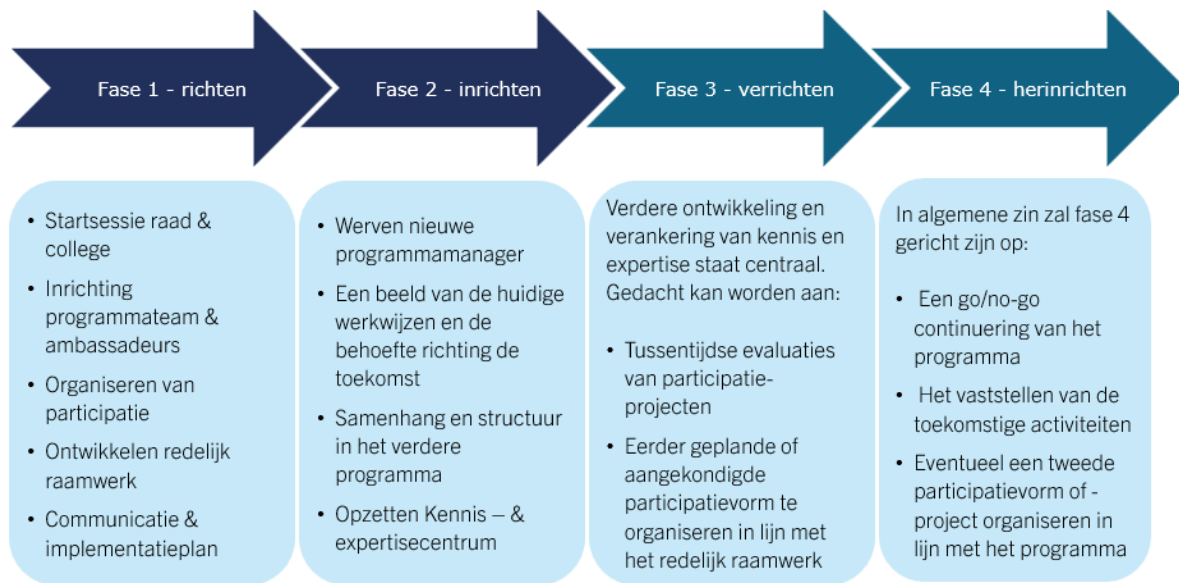 Fase 1 - richten
Fase 2 - inrichten
Fase 3 - verrichten
Fase 4 - herinrichten
• Startsessie raad &
college
• Inrichting
programmateam &
ambassadeurs
• Organiseren van
participatie
• Ontwikkelen redelijk
raamwerk
• Communicatie &
implementatieplan
• Werven nieuwe
programmamanager
• Een beeld van de huidige
werkwijzen en de
behoefte richting de
toekomst
• Samenhang en structuur
in het verdere
programma
• Opzetten Kennis – &
expertisecentrum
Verdere ontwikkeling en
verankering van kennis en
expertise staat centraal.
Gedacht kan worden aan:
• Tussentijdse evaluaties
van participatie-
projecten
• Eerder geplande of
aangekondigde
participatievorm te
organiseren in lijn met
het redelijk raamwerk
In algemene zin zal fase 4
gericht zijn op:
• Een go/no-go
continuering van het
programma
• Het vaststellen van de
toekomstige activiteiten
• Eventueel een tweede
participatievorm of -
project organiseren in
lijn met het programma